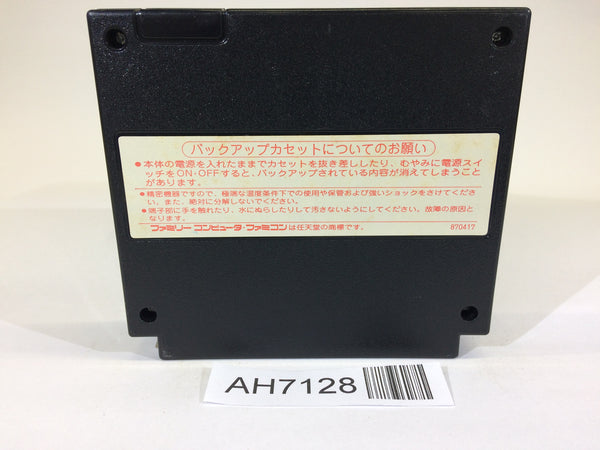 バックアップカセットについてのお願い
●本体の電源を入れたままでカセットを抜き差ししたり、むやみに電源スイ
ッチをON・OFFすると、バックアップされている内容が消えてしまうこと
があります。
●精密機器ですので、極端な温度条件下での使用や保管および強いショックをさけてくださ
い。また、絶対に分解しないでください。
●端子部に手を触れたり、水にぬらしたりして汚さないようにしてください。故障の原因と
なります。
ファミリー コンピュータ・ファミコンは任天堂の商標です。
870417
AH7128